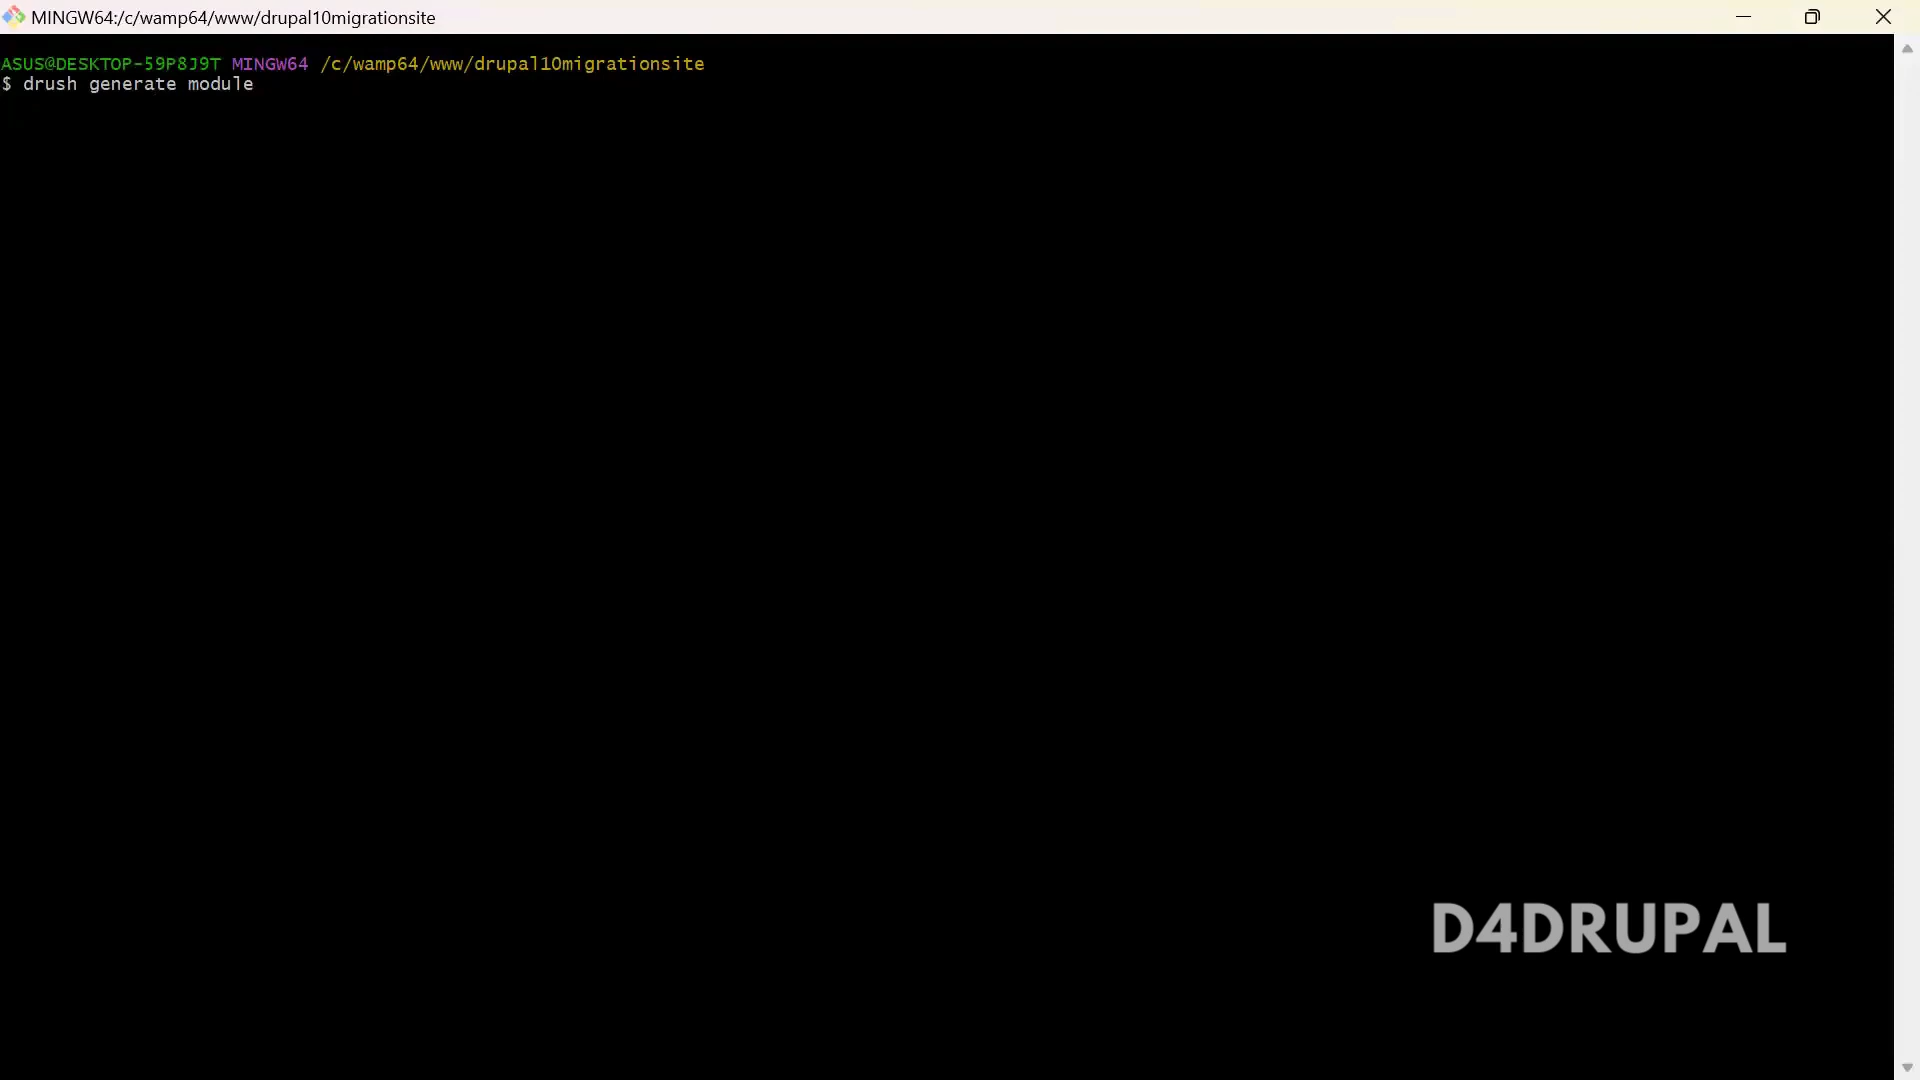 MINGW64:/c/wamp64/www/drupal10migrationsite
ASUS@DESKTOP-59P8J9T MINGW64 /c/wamp64/www/drupal10migrationsite
$ drush generate module
D4DRUPAL